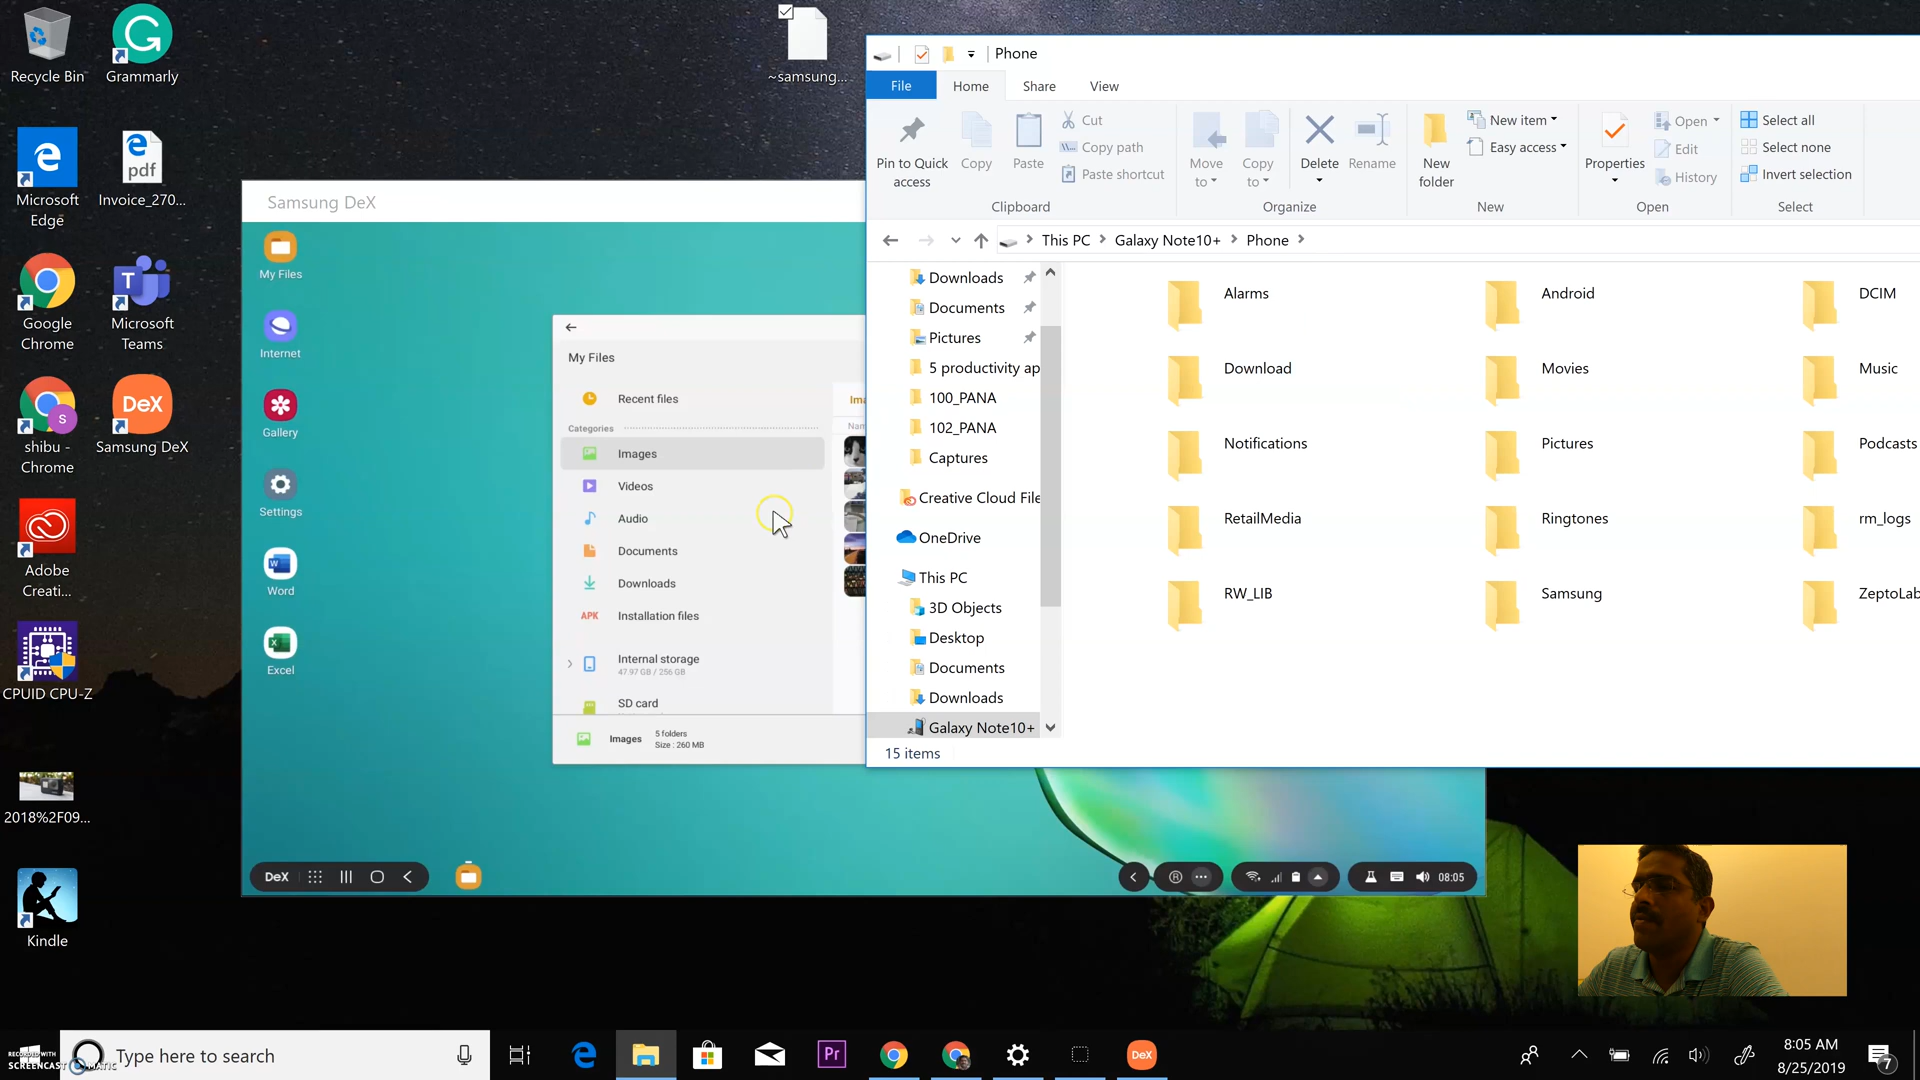 Recycle Bin
Grammarly
Microsoft
Edge
e
pdf
Invoice_270...
Google
Chrome
T
Microsoft
Teams
s
shibu -
Chrome
DeX
Samsung DeX
Adobe
Creati...
CPUID CPU-Z
2018%2F09...
Kindle
~samsung...
Samsung DeX
My Files
Internet
Gallery
Settings
Word
Excel
My Files
Recent files
Categories
Images
Videos
Audio
Documents
Downloads
APK Installation files
Internal storage
47.97 GB / 256 GB
SD card
Images
5 folders
Size : 260 MB
Ima
Nam
DeX
08:05
Phone
File Home Share View
Pin to Quick
access
Copy
Paste
Cut
Copy path
Paste shortcut
Clipboard
Move
to
Copy
to
Delete
Rename
Organize
New
folder
New item
Easy access
New
Properties
Open
Edit
History
Open
Select all
Select none
Invert selection
Select
This PC Galaxy Note10+ Phone
Downloads
Documents
Pictures
5 productivity ap
100_PANA
102_PANA
Captures
Creative Cloud File
OneDrive
This PC
3D Objects
Desktop
Documents
Downloads
Galaxy Note10+
Alarms Android DCIM
Download Movies Music
Notifications Pictures Podcasts
RetailMedia Ringtones rm_logs
RW_LIB Samsung ZeptoLab
15 items
RECORDED WITH
SCREENCAST MATIC
Type here to search
Pr
DeX
8:05 AM
8/25/2019
7